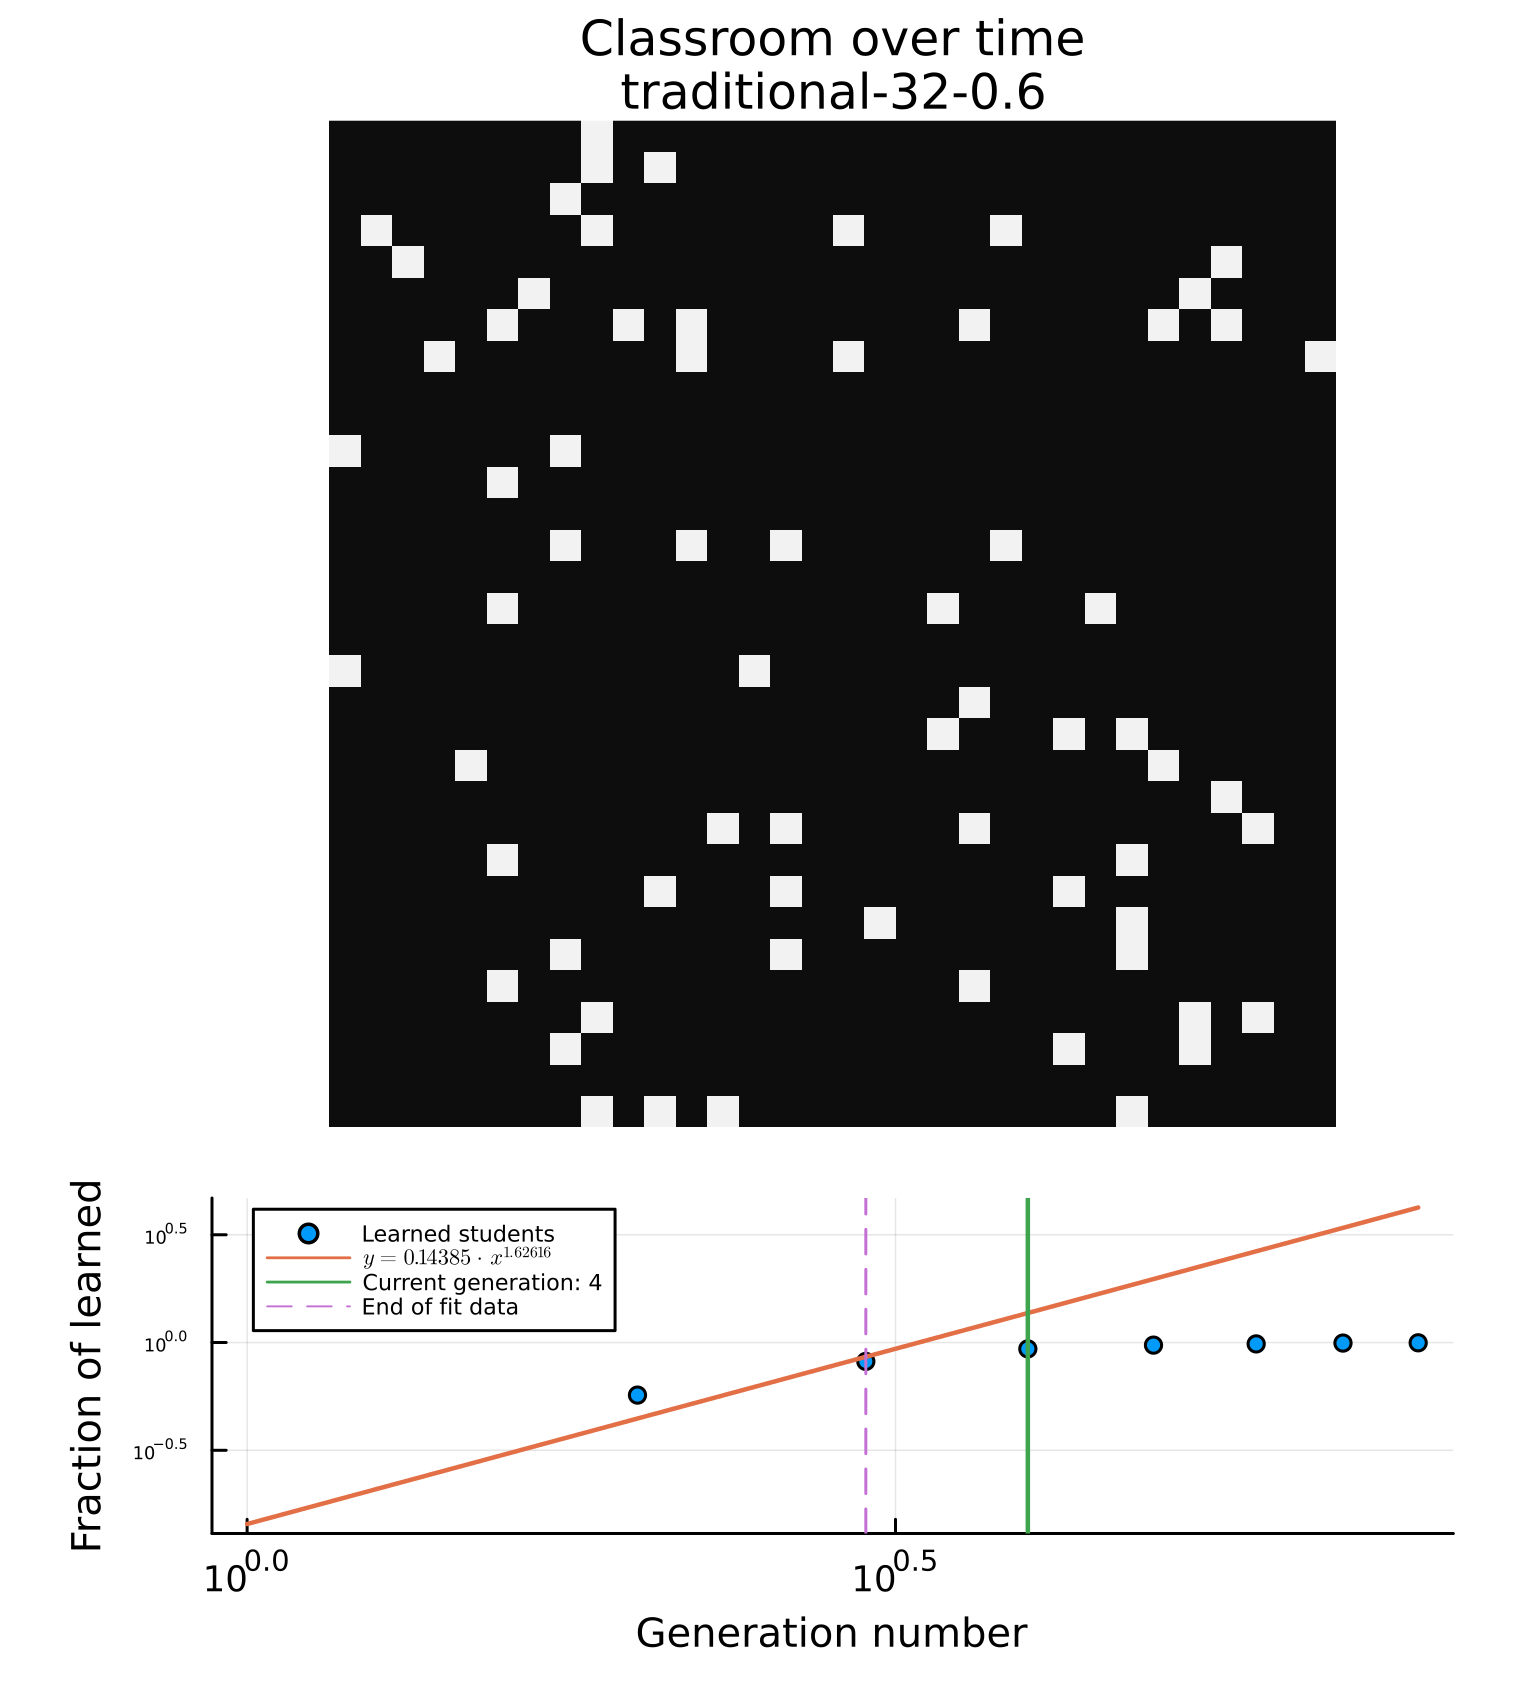 Classroom over time
traditional-32-0.6
Fraction of learned
10^0.5
10^0.0
10^−0.5
Learned students
y = 0.14385 · x^1.62616
Current generation: 4
End of fit data
10^0.0
10^0.5
Generation number